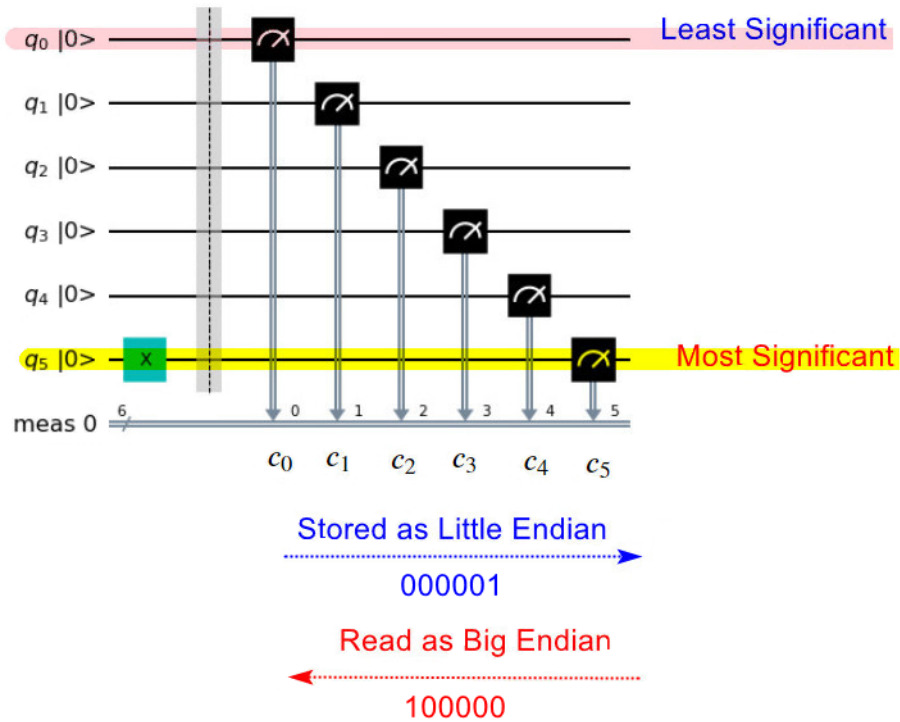 q0 |0> Least Significant
q1 |0>
q2 |0>
q3 |0>
q4 |0>
q5 |0> X Most Significant
meas 0 6 0 1 2 3 4 5
c0 c1 c2 c3 c4 c5
Stored as Little Endian
000001
Read as Big Endian
100000